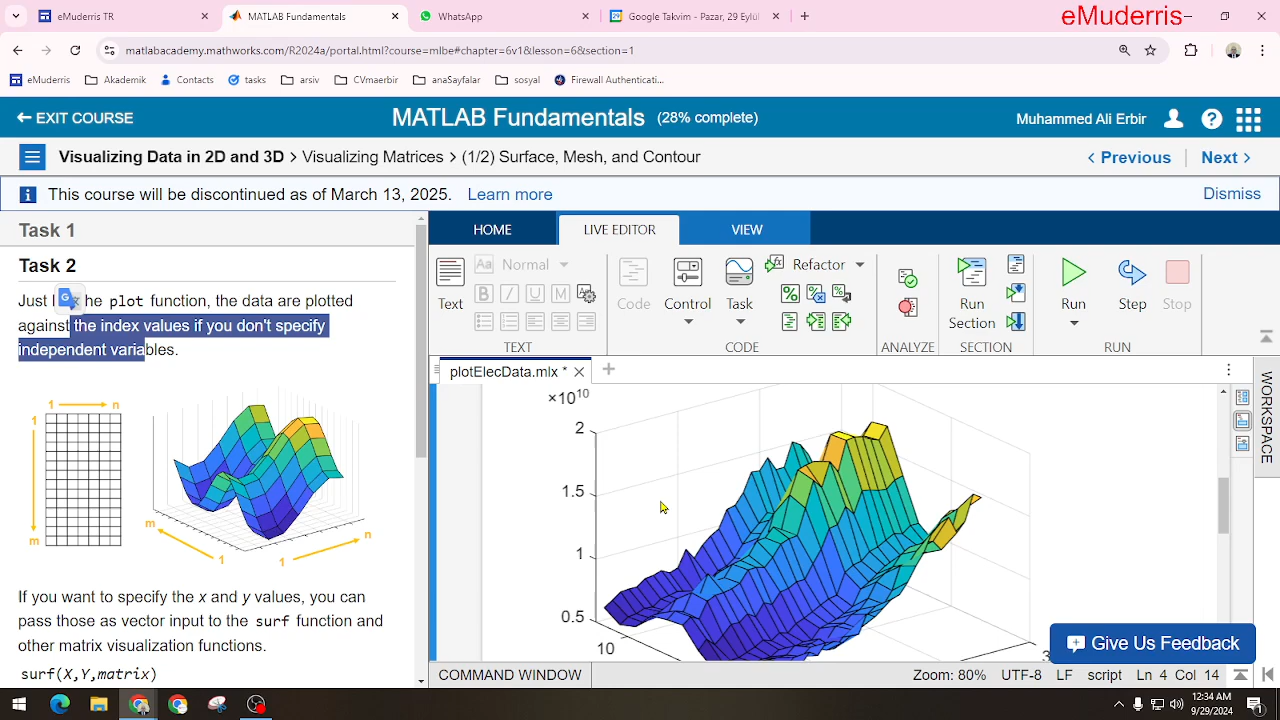 eMuderris TR
MATLAB Fundamentals
WhatsApp
Google Takvim - Pazar, 29 Eylül
eMuderris
matlabacademy.mathworks.com/R2024a/portal.html?course=mlbe#chapter=6v1&lesson=6&section=1
eMuderris
Akademik
Contacts
tasks
arsiv
CVmaerbir
anaSayfalar
sosyal
Firewall Authenticati...
EXIT COURSE
MATLAB Fundamentals (28% complete)
Muhammed Ali Erbir
Visualizing Data in 2D and 3D > Visualizing Matrices > (1/2) Surface, Mesh, and Contour
< Previous
Next >
This course will be discontinued as of March 13, 2025. Learn more
Dismiss
Task 1
Task 2
Just he plot function, the data are plotted
against the index values if you don't specify
independent variables.
1 n
1
m
m
1
1
n
If you want to specify the x and y values, you can
pass those as vector input to the surf function and
other matrix visualization functions.
surf(X,Y,matrix)
HOME
LIVE EDITOR
VIEW
Text
Aa Normal
B I U M
TEXT
Code
Control
Task
Refactor
CODE
ANALYZE
Run
Section
SECTION
Run
Step
Stop
RUN
plotElecData.mlx *
WORKSPACE
×10^10
2
1.5
1
0.5
10
3
Give Us Feedback
COMMAND WINDOW
Zoom: 80% UTF-8 LF script Ln 4 Col 14
12:34 AM
9/29/2024